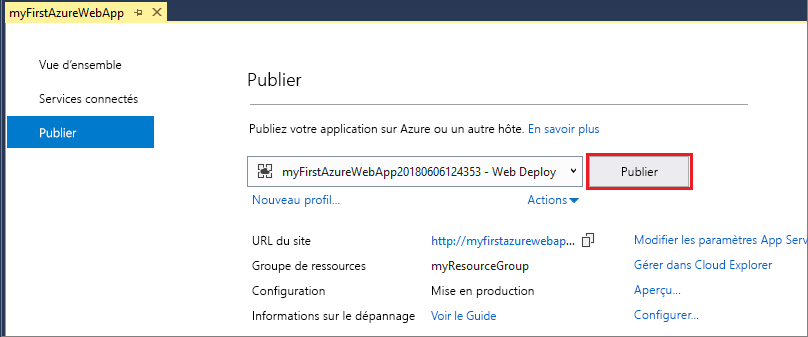 myFirstAzureWebApp
Vue d'ensemble
Services connectés
Publier
Publier
Publiez votre application sur Azure ou un autre hôte. En savoir plus
myFirstAzureWebApp20180606124353 - Web Deploy
Publier
Nouveau profil...
Actions
URL du site
http://myfirstazurewebap...
Modifier les paramètres App Serv
Groupe de ressources
myResourceGroup
Gérer dans Cloud Explorer
Configuration
Mise en production
Aperçu...
Informations sur le dépannage
Voir le Guide
Configurer...